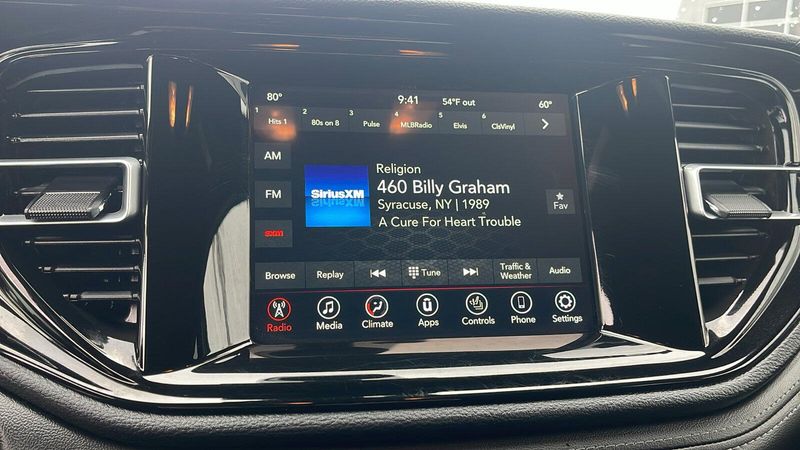 80° 9:41 54°F out 60°
1 Hits 1 2 80s on 8 3 Pulse 4 MLBRadio 5 Elvis 6 ClsVinyl
AM
FM
sxm
SiriusXM
Religion
460 Billy Graham
Syracuse, NY | 1989
A Cure For Heart Trouble
Fav
Browse Replay Tune Traffic & Weather Audio
Radio Media Climate Apps Controls Phone Settings